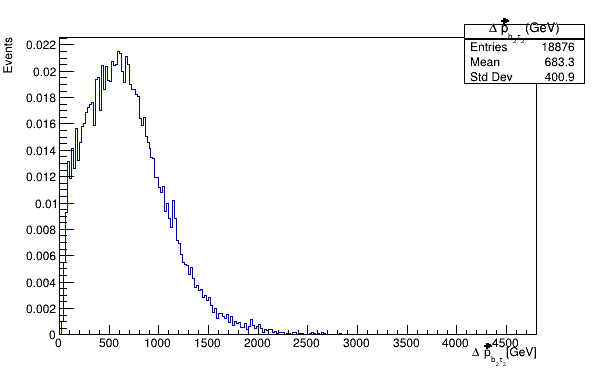 Δ p⃗ b₂τ₂ (GeV)
Entries 18876
Mean 683.3
Std Dev 400.9
Events
0.022
0.02
0.018
0.016
0.014
0.012
0.01
0.008
0.006
0.004
0.002
0
0 500 1000 1500 2000 2500 3000 3500 4000 4500
Δ p⃗ b₂τ₂ [GeV]